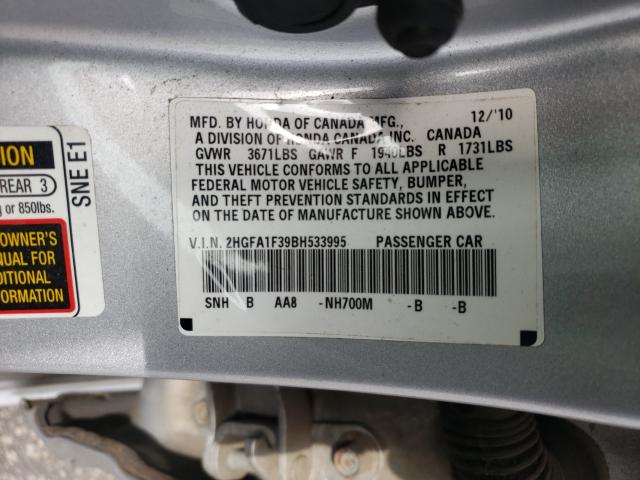 MFD. BY HONDA OF CANADA MFG., 12/'10
A DIVISION OF HONDA CANADA INC. CANADA
GVWR 3671LBS GAWR F 1940LBS R 1731LBS
THIS VEHICLE CONFORMS TO ALL APPLICABLE
FEDERAL MOTOR VEHICLE SAFETY, BUMPER,
AND THEFT PREVENTION STANDARDS IN EFFECT
ON THE DATE OF MANUFACTURE SHOWN ABOVE.
V.I.N. 2HGFA1F39BH533995 PASSENGER CAR
SNH B AA8 -NH700M -B -B
SNE E1
ION
REAR 3
or 850lbs.
OWNER'S
UAL FOR
DITIONAL
FORMATION